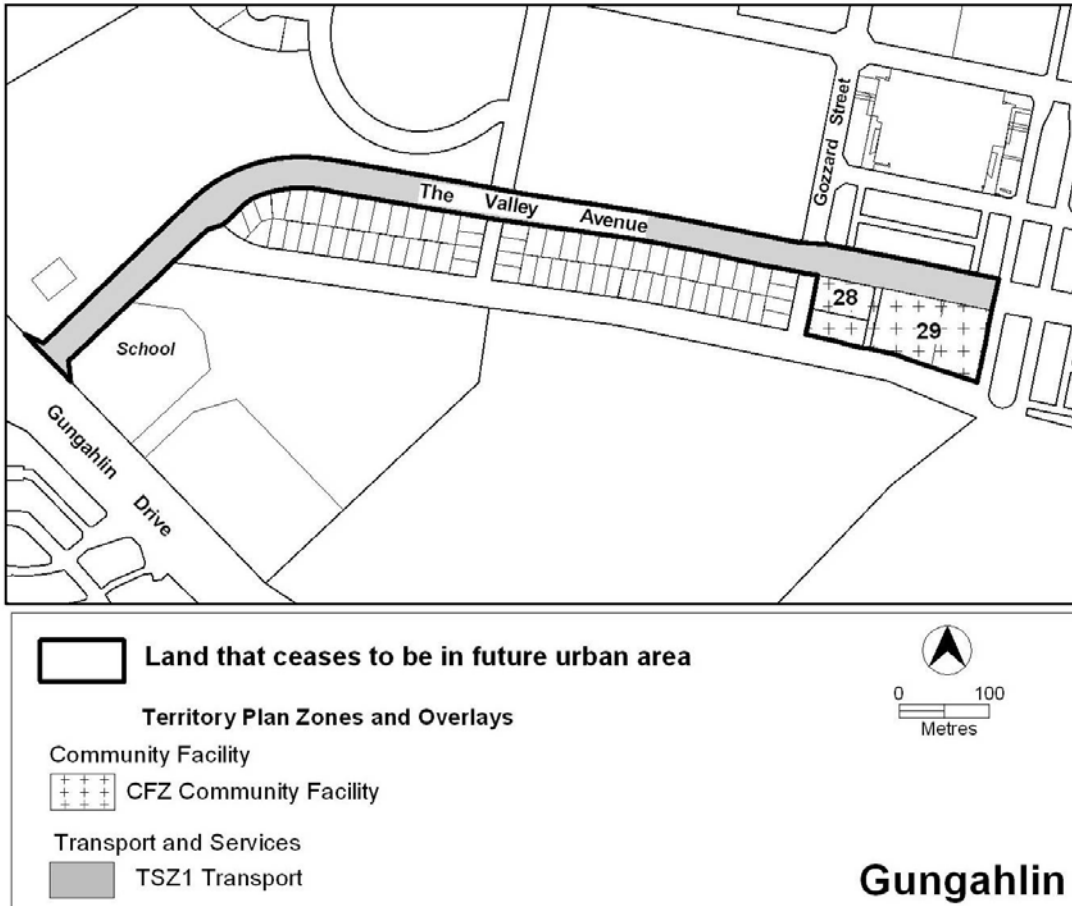 Gozzard Street
The Valley Avenue
28
29
School
Gungahlin Drive
Land that ceases to be in future urban area
0 100
Metres
Territory Plan Zones and Overlays
Community Facility
CFZ Community Facility
Transport and Services
TSZ1 Transport
Gungahlin